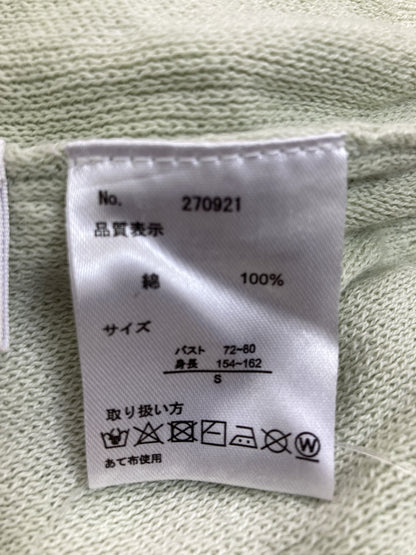 No. 270921
品質表示
綿 100%
サイズ
バスト 72-80
身長 154-162
S
取り扱い方
W
あて布使用